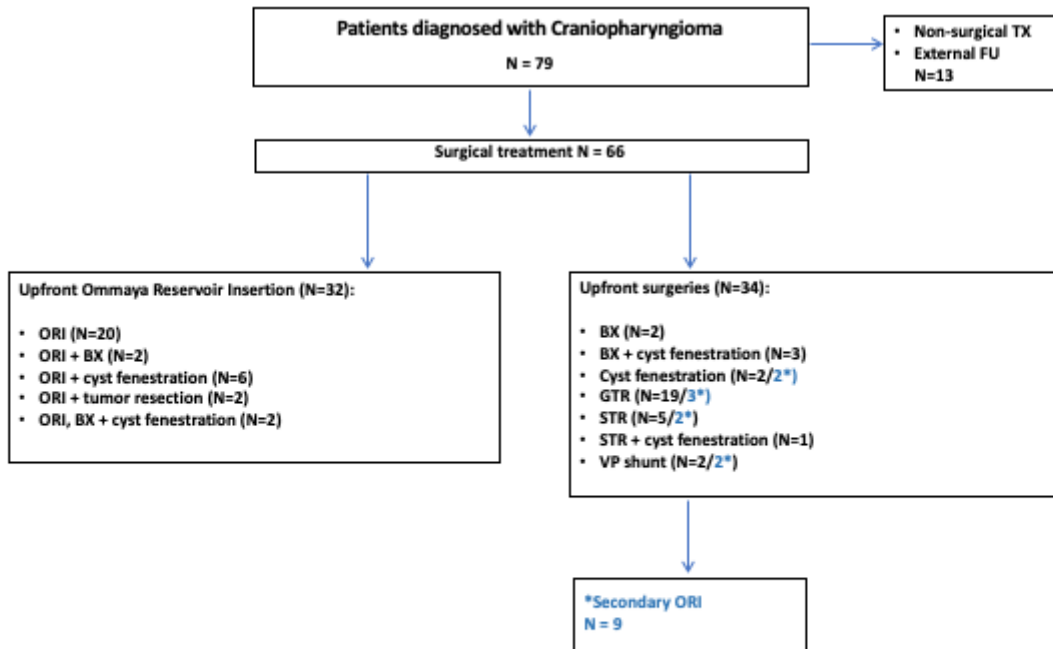 Patients diagnosed with Craniopharyngioma
N = 79
• Non-surgical TX
• External FU
N=13
Surgical treatment N = 66
Upfront Ommaya Reservoir Insertion (N=32):
• ORI (N=20)
• ORI + BX (N=2)
• ORI + cyst fenestration (N=6)
• ORI + tumor resection (N=2)
• ORI, BX + cyst fenestration (N=2)
Upfront surgeries (N=34):
• BX (N=2)
• BX + cyst fenestration (N=3)
• Cyst fenestration (N=2/2*)
• GTR (N=19/3*)
• STR (N=5/2*)
• STR + cyst fenestration (N=1)
• VP shunt (N=2/2*)
*Secondary ORI
N = 9